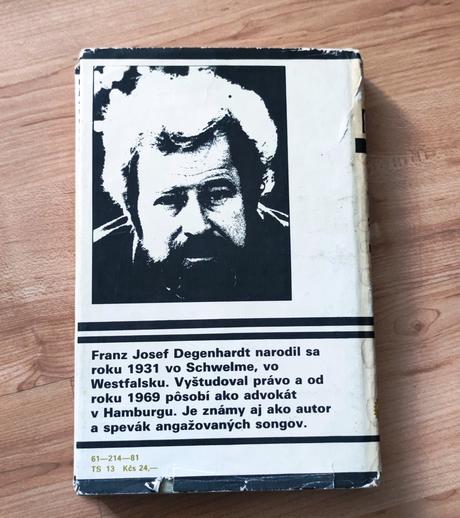 Franz Josef Degenhardt narodil sa
roku 1931 vo Schwelme, vo
Westfalsku. Vyštudoval právo a od
roku 1969 pôsobí ako advokát
v Hamburgu. Je známy aj ako autor
a spevák angažovaných songov.
61—214—81
TS 13 Kčs 24,—